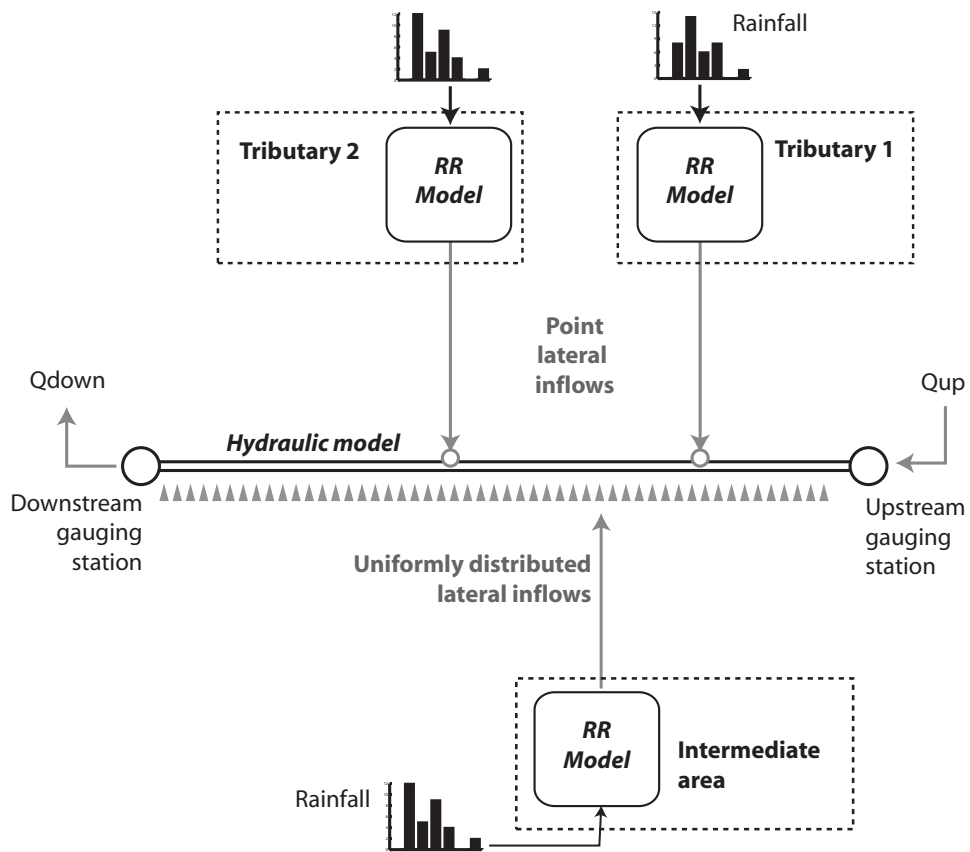 Rainfall
Tributary 2
RR
Model
RR
Model
Tributary 1
Point
lateral
inflows
Qdown
Qup
Hydraulic model
Downstream
gauging
station
Upstream
gauging
station
Uniformly distributed
lateral inflows
RR
Model
Intermediate
area
Rainfall